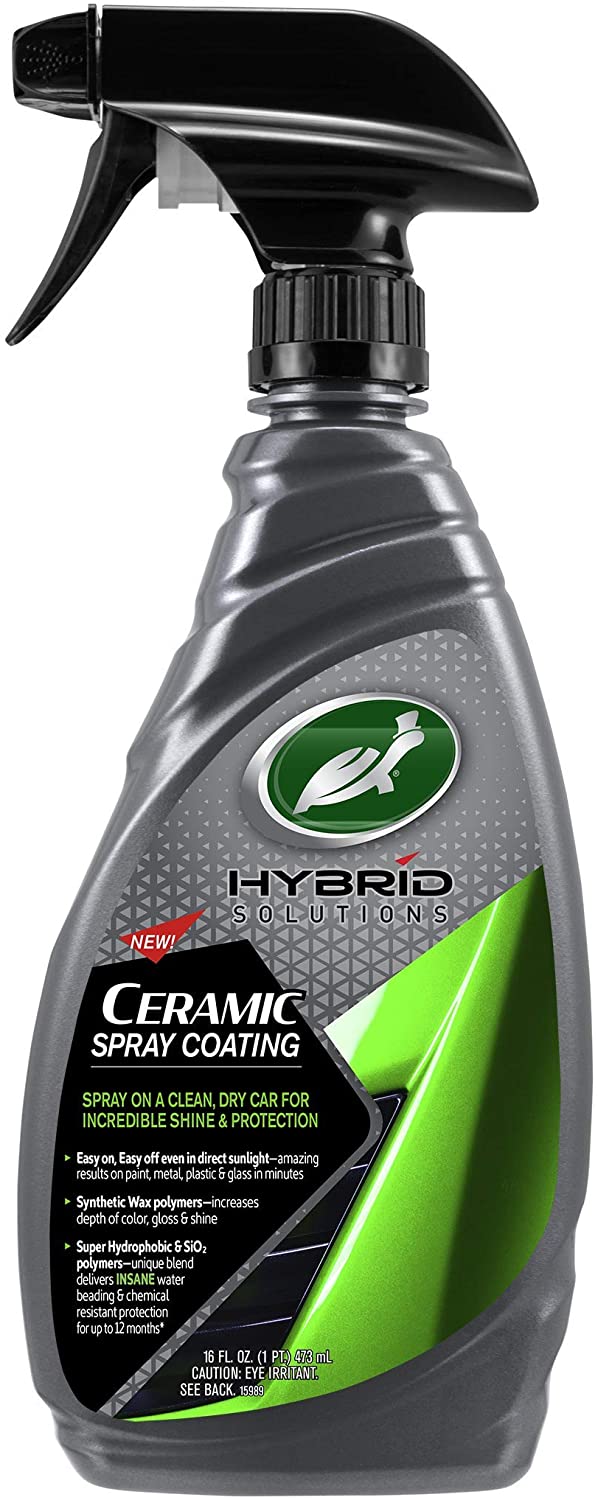 HYBRID
SOLUTIONS
NEW!
CERAMIC
SPRAY COATING
SPRAY ON A CLEAN, DRY CAR FOR
INCREDIBLE SHINE & PROTECTION
▸ Easy on, Easy off even in direct sunlight—amazing
results on paint, metal, plastic & glass in minutes
▸ Synthetic Wax polymers—increases
depth of color, gloss & shine
▸ Super Hydrophobic & SiO₂
polymers—unique blend
delivers INSANE water
beading & chemical
resistant protection
for up to 12 months*
16 FL. OZ. (1 PT.) 473 mL
CAUTION: EYE IRRITANT.
SEE BACK. 15989